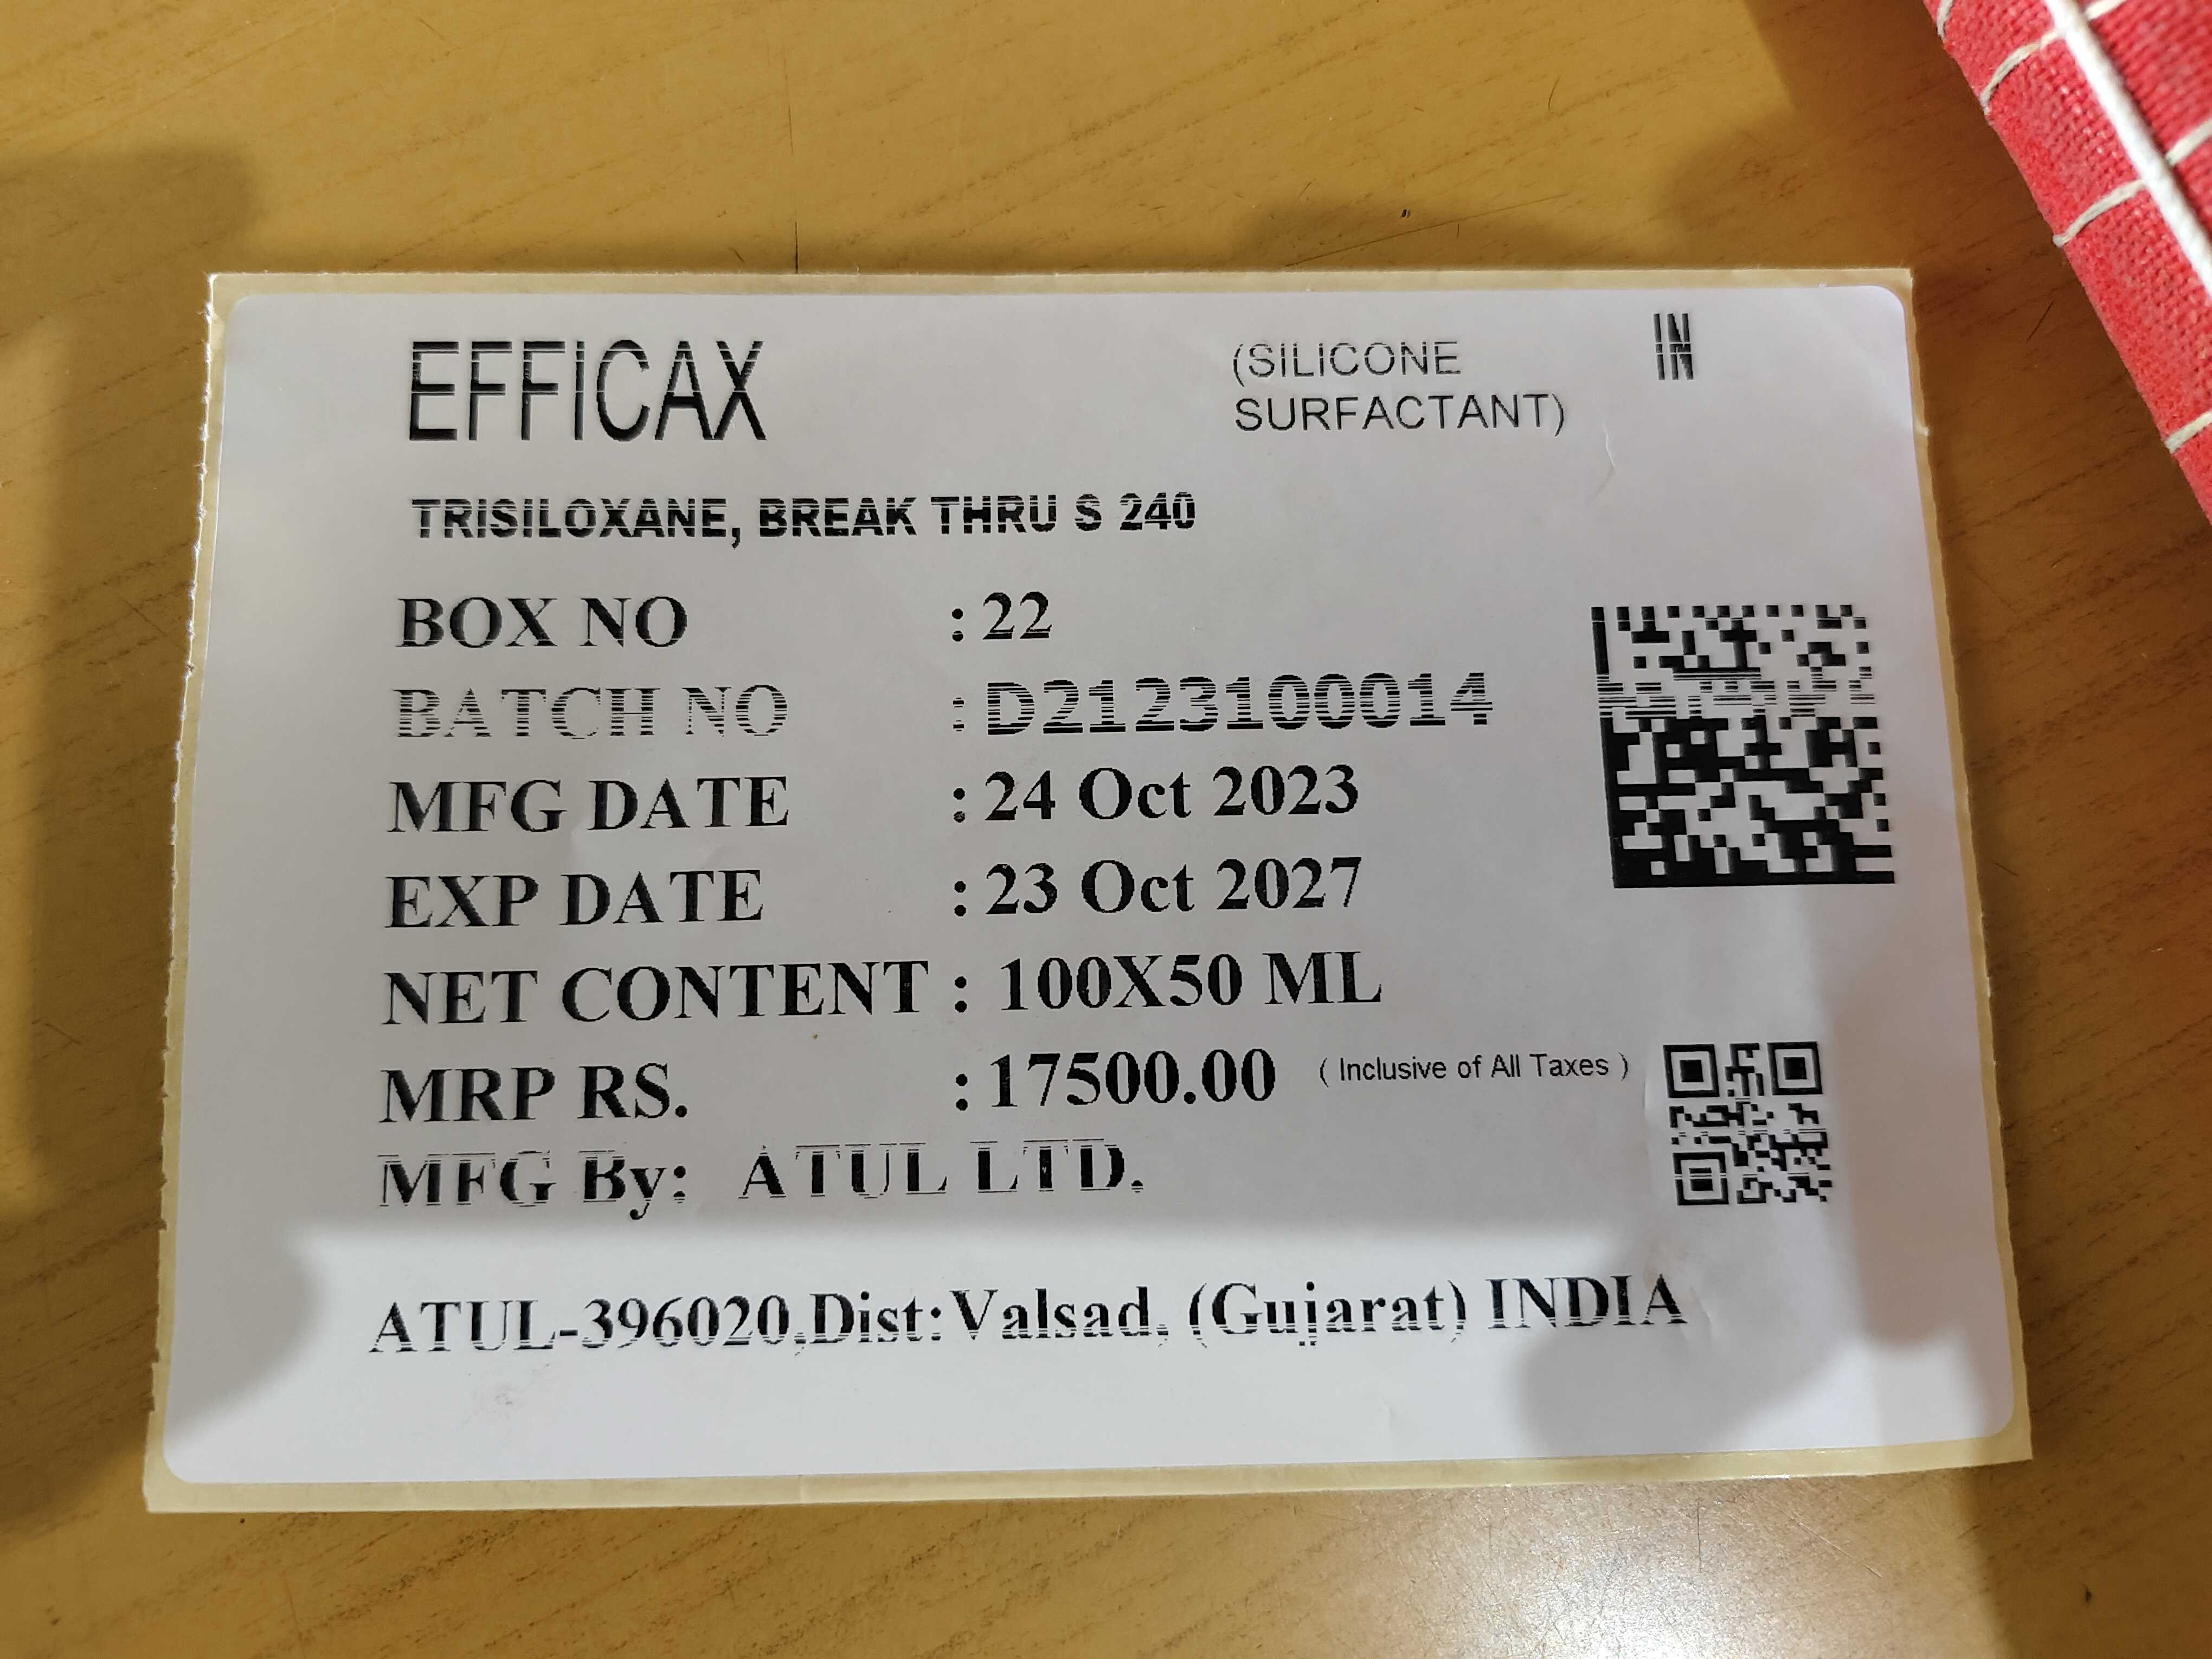 EFFICAX
(SILICONE
SURFACTANT)
IN
TRISILOXANE, BREAK THRU S 240
BOX NO : 22
BATCH NO : D2123100014
MFG DATE : 24 Oct 2023
EXP DATE : 23 Oct 2027
NET CONTENT : 100X50 ML
MRP RS. : 17500.00 ( Inclusive of All Taxes )
MFG By: ATUL LTD.
ATUL-396020,Dist:Valsad, (Gujarat) INDIA